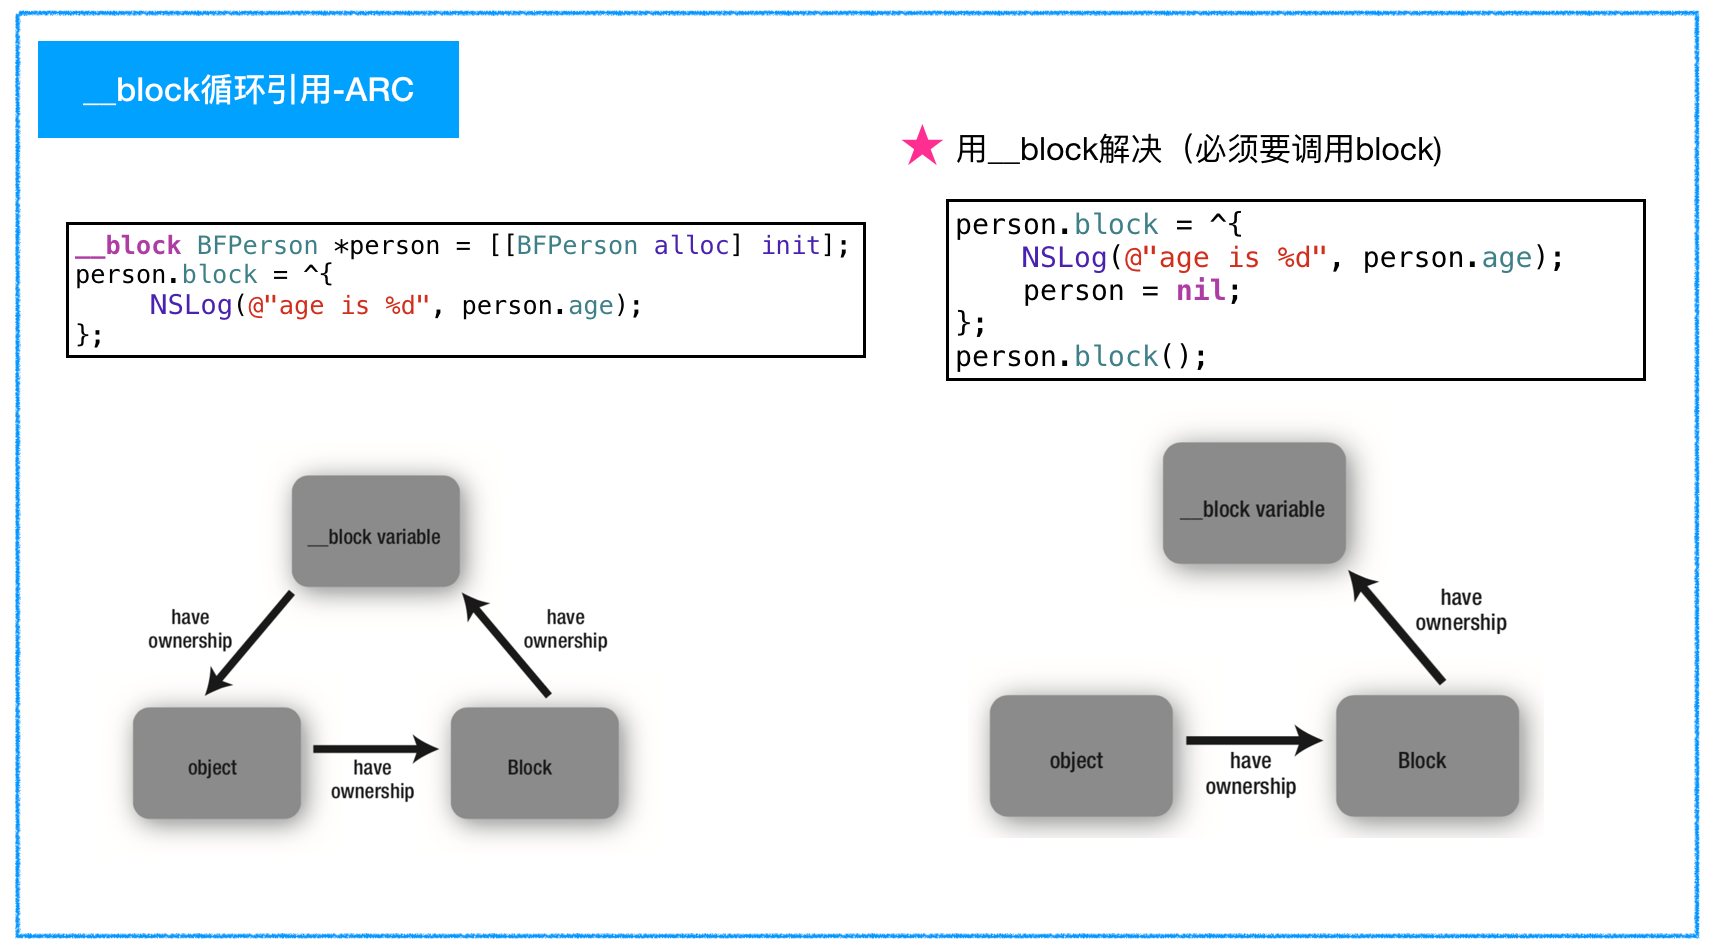 __block循环引用-ARC
★ 用__block解决（必须要调用block)
__block BFPerson *person = [[BFPerson alloc] init];
person.block = ^{
NSLog(@"age is %d", person.age);
};
person.block = ^{
NSLog(@"age is %d", person.age);
person = nil;
};
person.block();
__block variable
have
ownership
have
ownership
object
have
ownership
Block
__block variable
have
ownership
object
have
ownership
Block